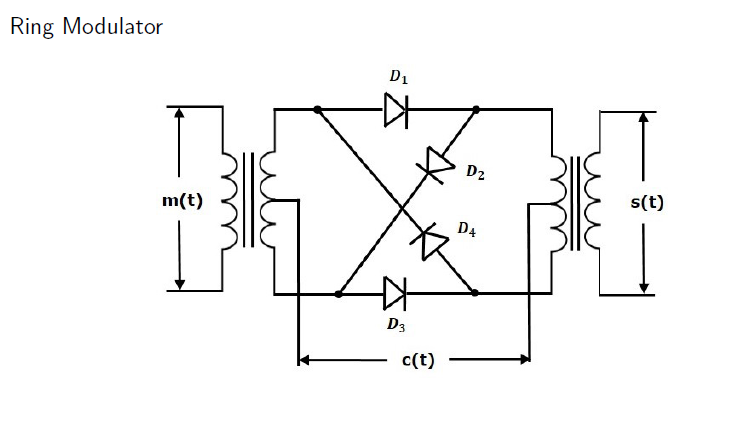 Ring Modulator
D₁
D₂
m(t)
s(t)
D₄
D₃
c(t)